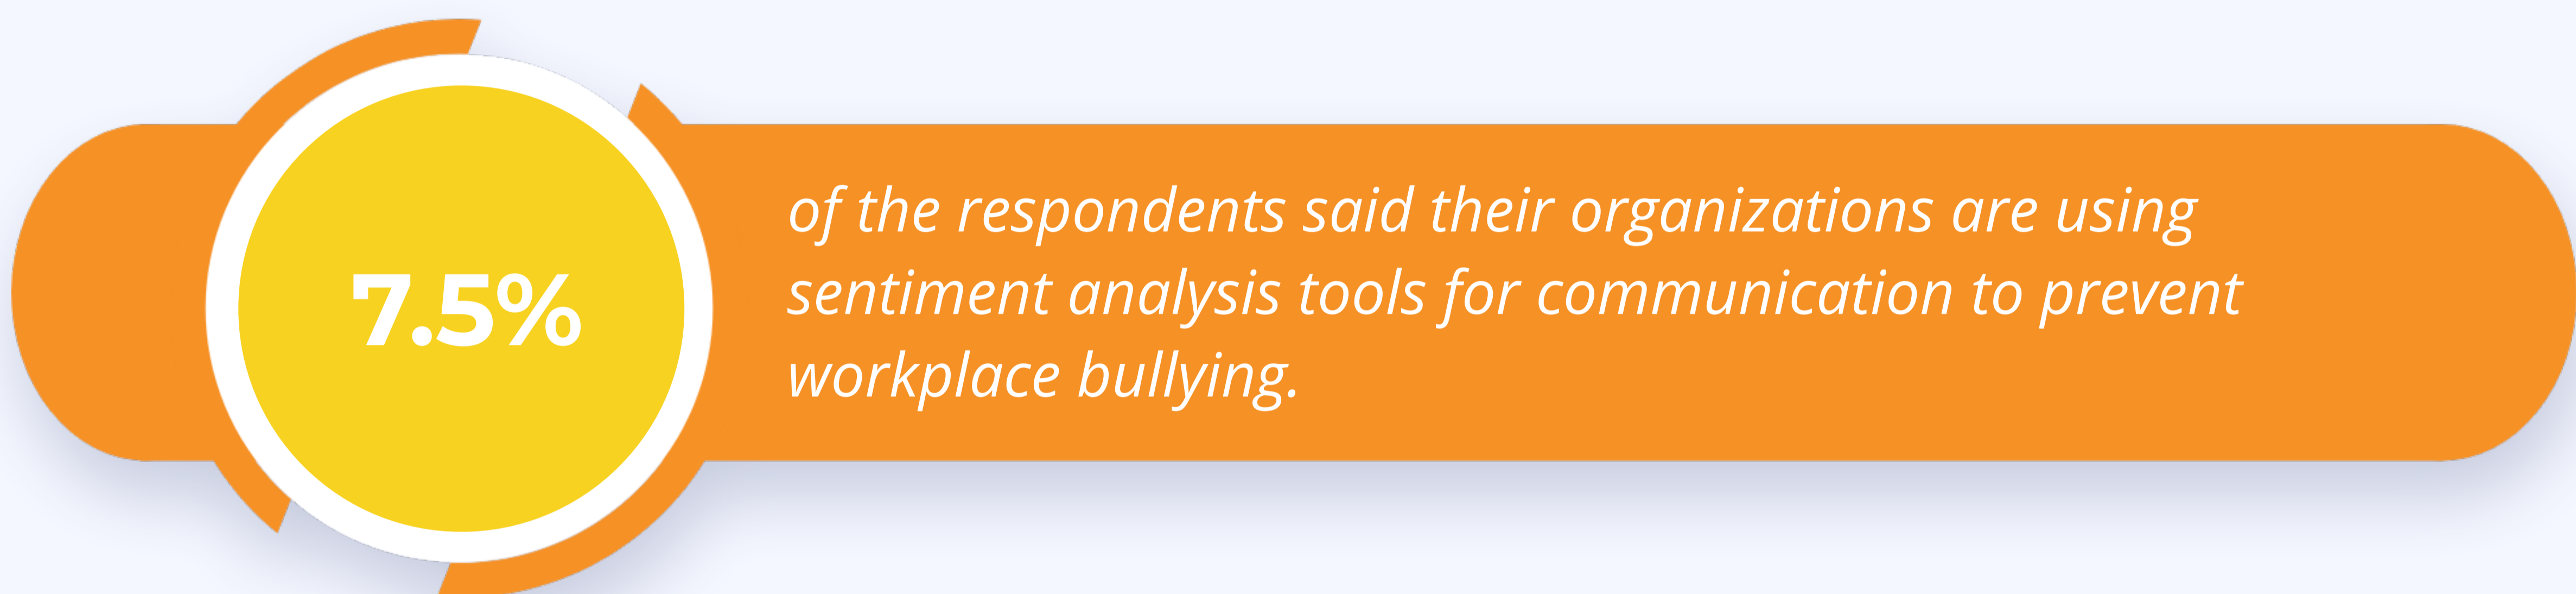 7.5%
of the respondents said their organizations are using
sentiment analysis tools for communication to prevent
workplace bullying.